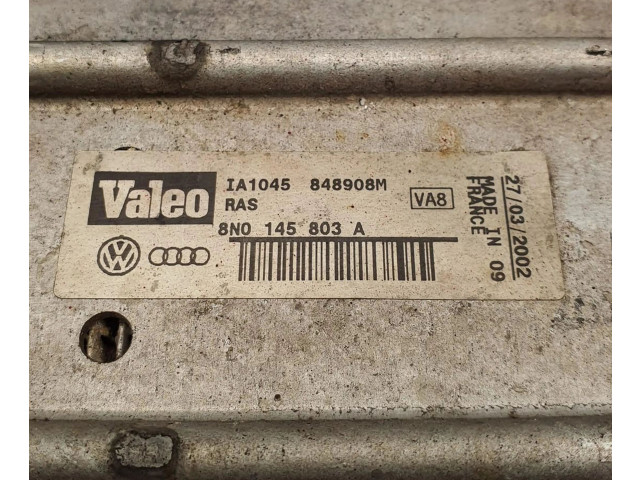 Valeo
IA1045 848908M
RAS
VA8
8N0 145 803 A
MADE IN 09
FRANCE
27/03/2002